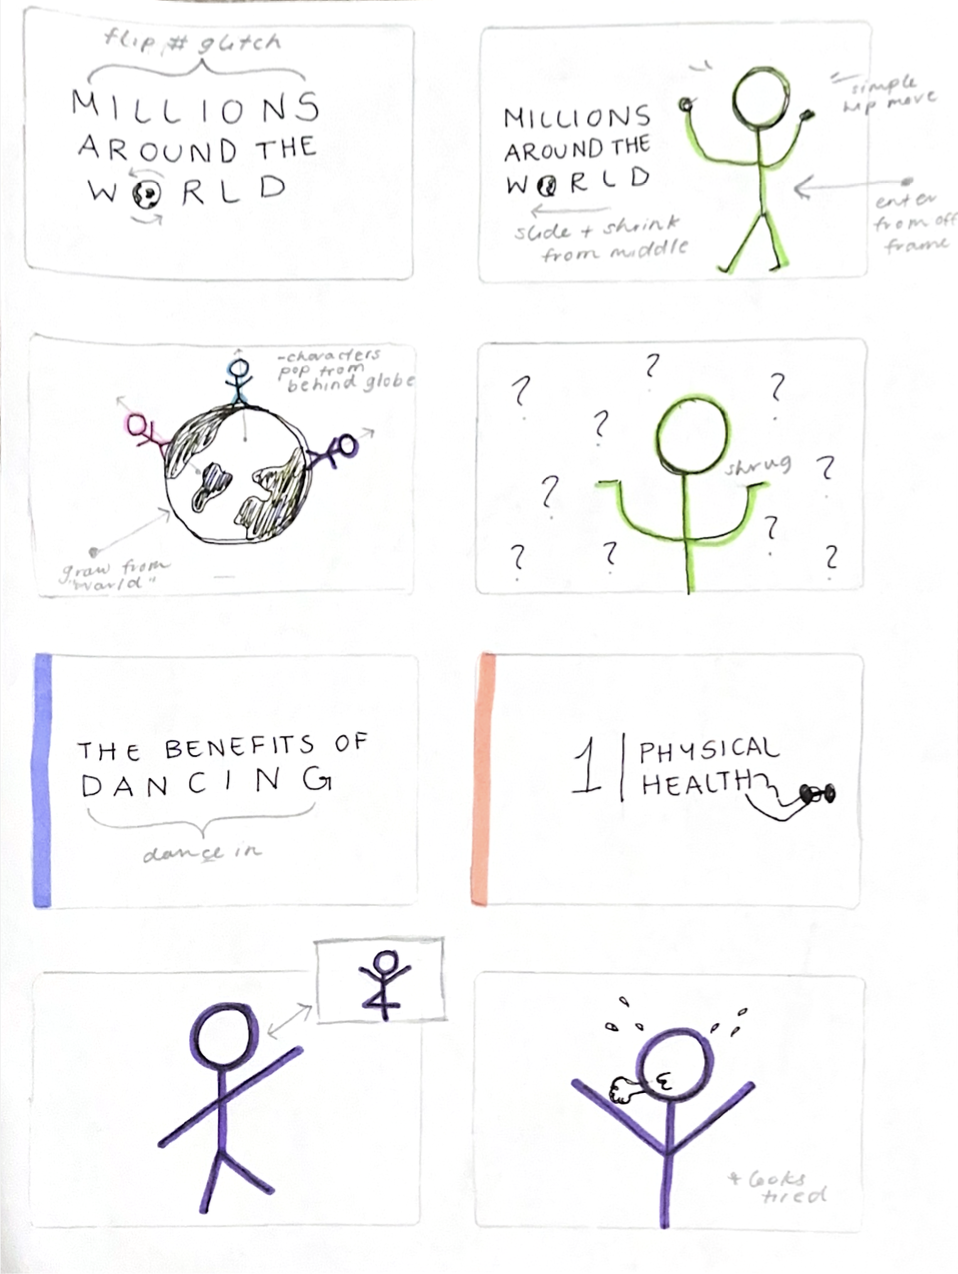 flip # glitch
MILLIONS
AROUND THE
WORLD
MILLIONS
AROUND THE
WORLD
slide + shrink
from middle
simple
hip move
enter
from off
frame
-characters
pop from
behind globe
grow from
"world"
? ? ? ? ? ? ? ? ? ?
shrug
THE BENEFITS OF
DANCING
dance in
1 | PHYSICAL
HEALTH
+ looks
tired